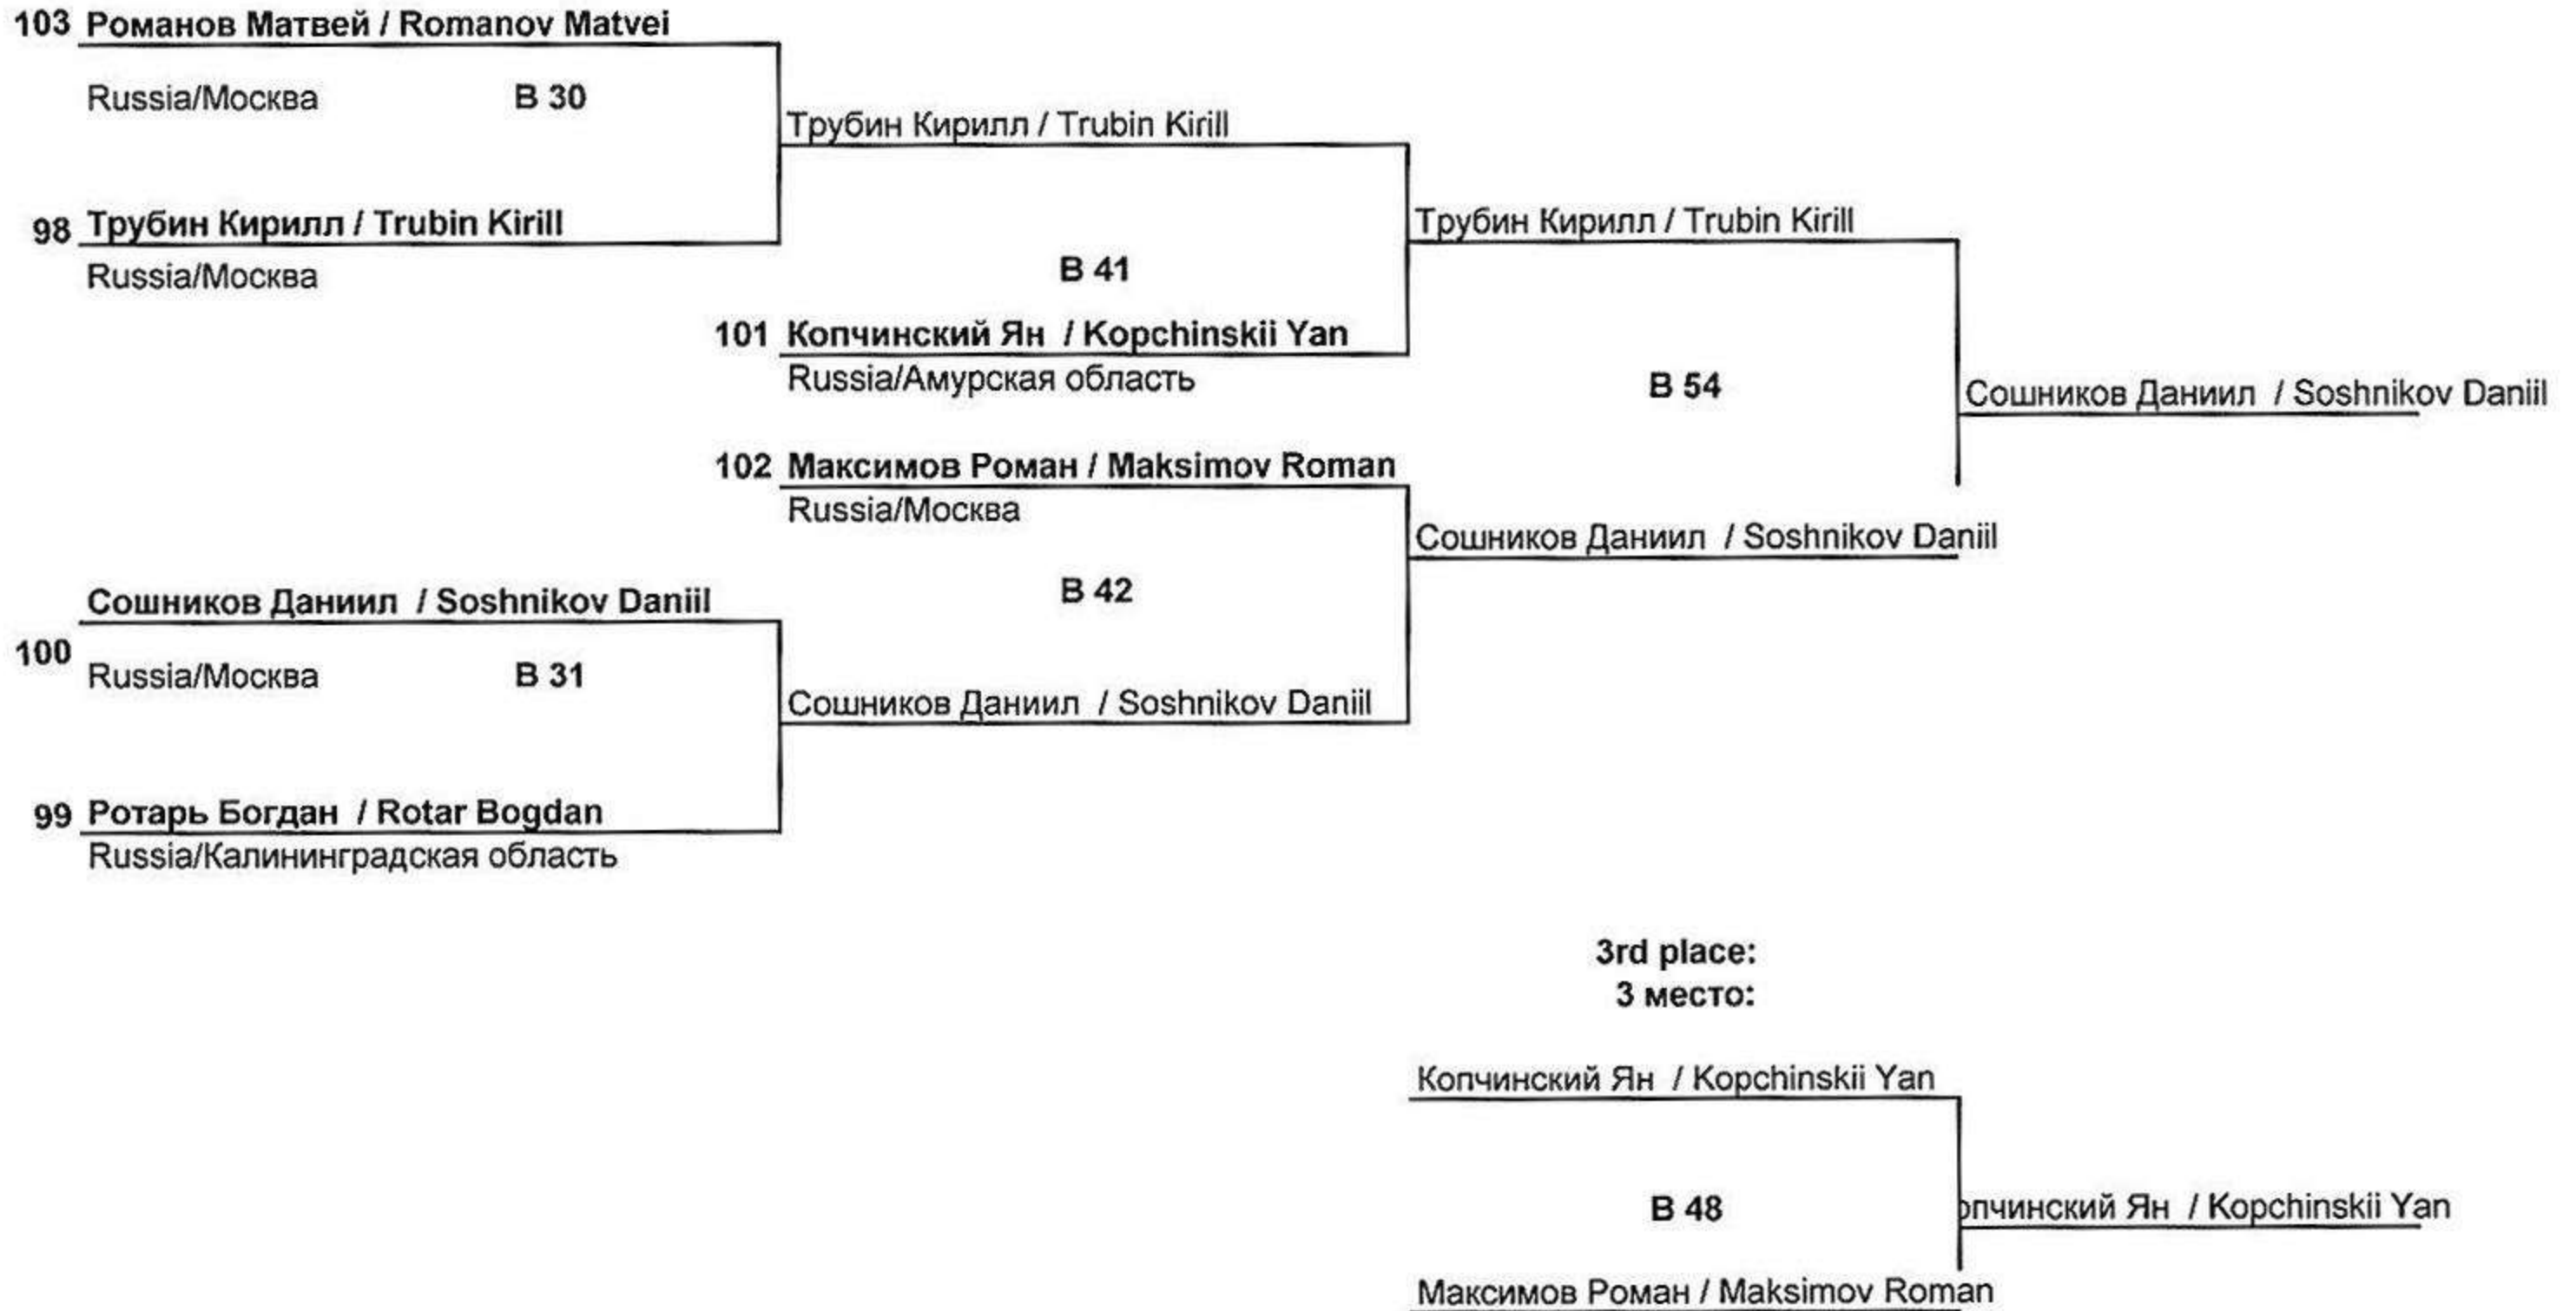 103 Романов Матвей / Romanov Matvei
Russia/Москва B 30
Трубин Кирилл / Trubin Kirill
98 Трубин Кирилл / Trubin Kirill
Russia/Москва
Трубин Кирилл / Trubin Kirill
B 41
101 Копчинский Ян / Kopchinskii Yan
Russia/Амурская область
B 54
Сошников Даниил / Soshnikov Daniil
102 Максимов Роман / Maksimov Roman
Russia/Москва
Сошников Даниил / Soshnikov Daniil
B 42
Сошников Даниил / Soshnikov Daniil
100
Russia/Москва B 31
Сошников Даниил / Soshnikov Daniil
99 Ротарь Богдан / Rotar Bogdan
Russia/Калининградская область
3rd place:
3 место:
Копчинский Ян / Kopchinskii Yan
B 48
опчинский Ян / Kopchinskii Yan
Максимов Роман / Maksimov Roman